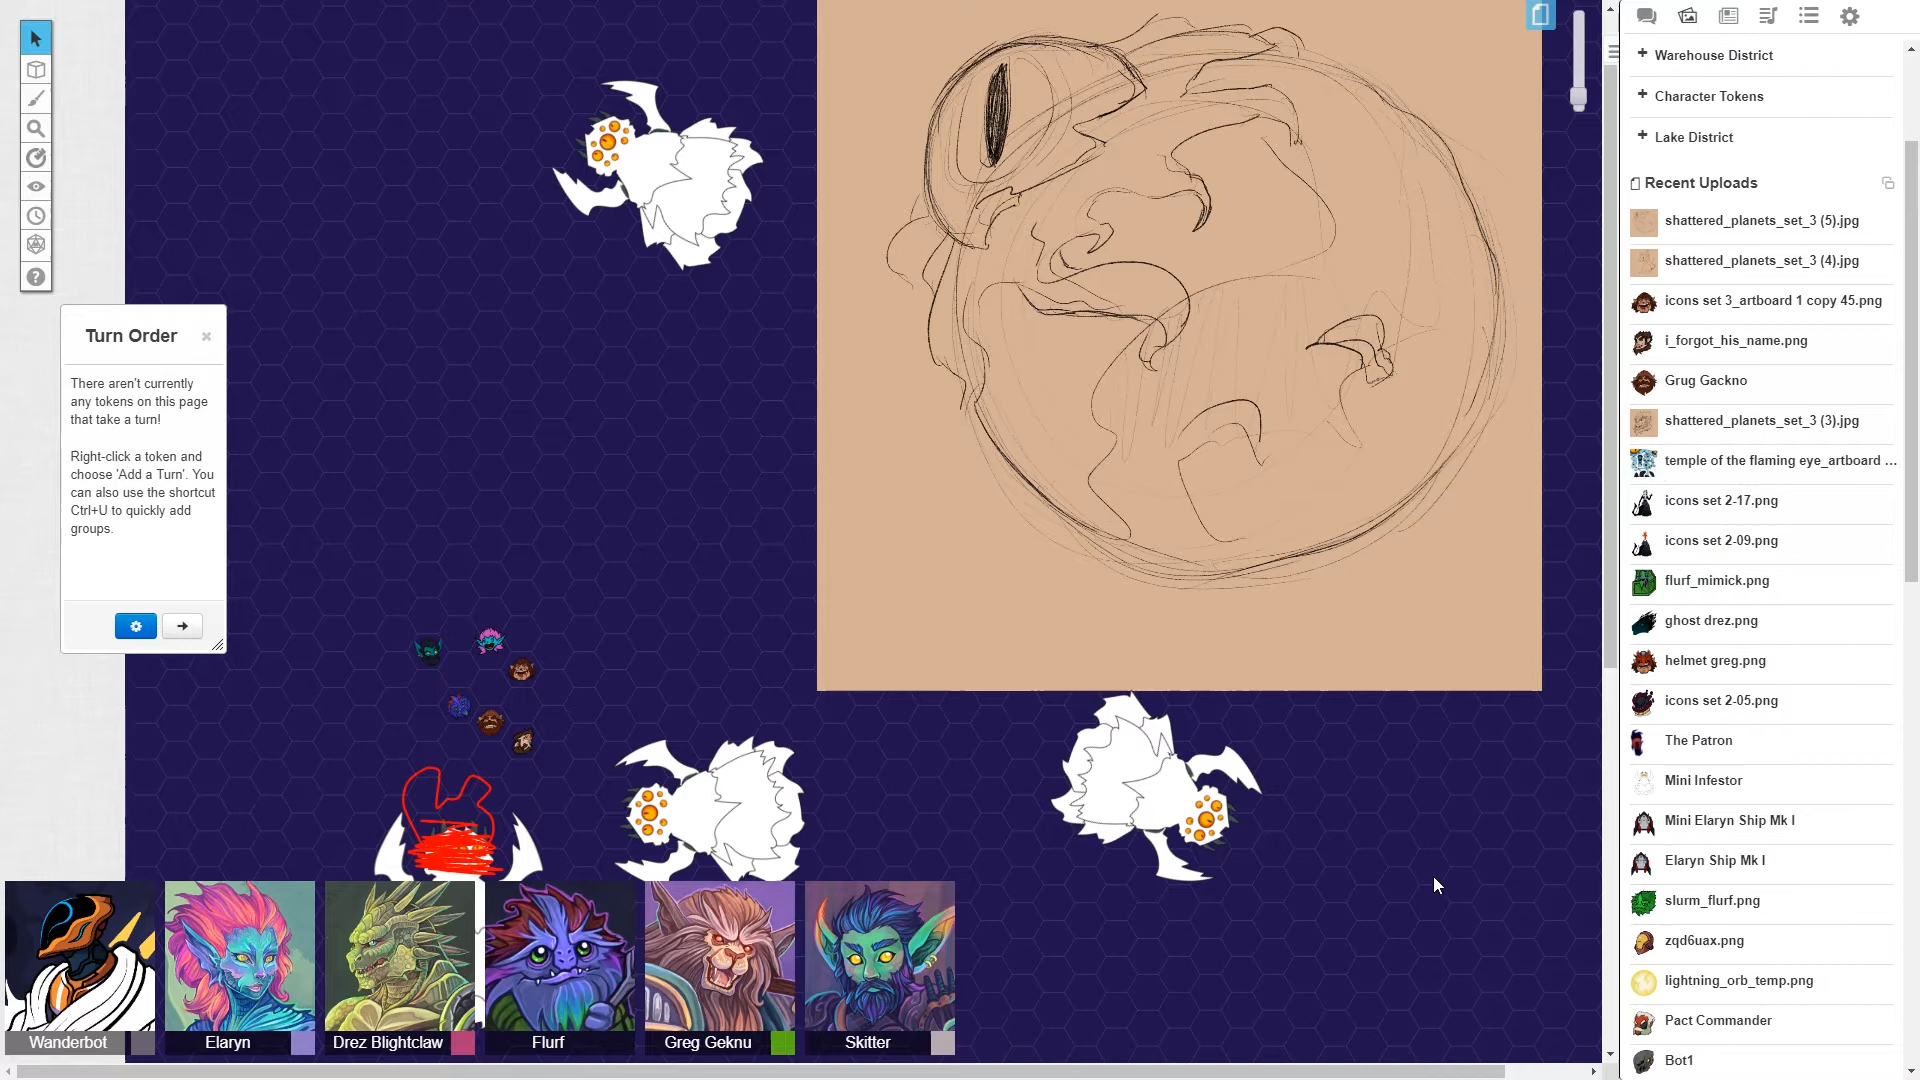 Turn Order
There aren't currently
any tokens on this page
that take a turn!
Right-click a token and
choose 'Add a Turn'. You
can also use the shortcut
Ctrl+U to quickly add
groups.
Wanderbot
Elaryn
Drez Blightclaw
Flurf
Greg Geknu
Skitter
Warehouse District
Character Tokens
Lake District
Recent Uploads
shattered_planets_set_3 (5).jpg
shattered_planets_set_3 (4).jpg
icons set 3_artboard 1 copy 45.png
i_forgot_his_name.png
Grug Gackno
shattered_planets_set_3 (3).jpg
temple of the flaming eye_artboard ...
icons set 2-17.png
icons set 2-09.png
flurf_mimick.png
ghost drez.png
helmet greg.png
icons set 2-05.png
The Patron
Mini Infestor
Mini Elaryn Ship Mk I
Elaryn Ship Mk I
slurm_flurf.png
zqd6uax.png
lightning_orb_temp.png
Pact Commander
Bot1